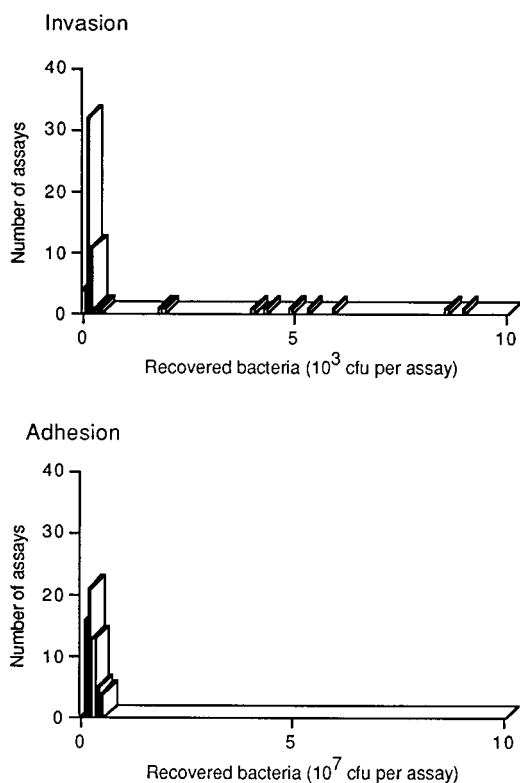 Invasion
40
30
20
10
0
Number of assays
0 5 10
Recovered bacteria (10³ cfu per assay)
Adhesion
40
30
20
10
0
Number of assays
0 5 10
Recovered bacteria (10⁷ cfu per assay)